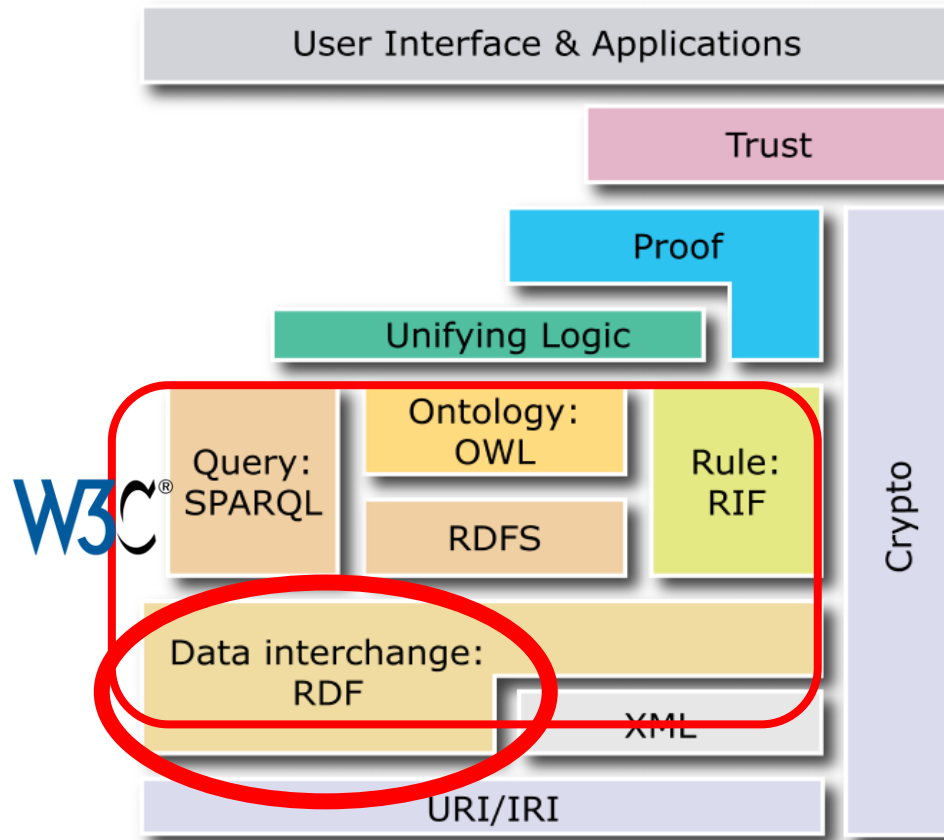 User Interface & Applications
Trust
Proof
Unifying Logic
Query:
SPARQL
Ontology:
OWL
Rule:
RIF
W3C®
RDFS
Crypto
Data interchange:
RDF
XML
URI/IRI